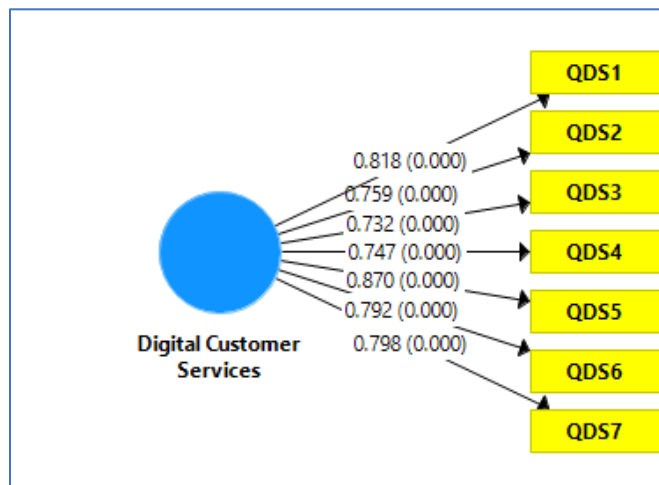 QDS1
QDS2
QDS3
QDS4
QDS5
QDS6
QDS7
0.818 (0.000)
0.759 (0.000)
0.732 (0.000)
0.747 (0.000)
0.870 (0.000)
0.792 (0.000)
0.798 (0.000)
Digital Customer
Services